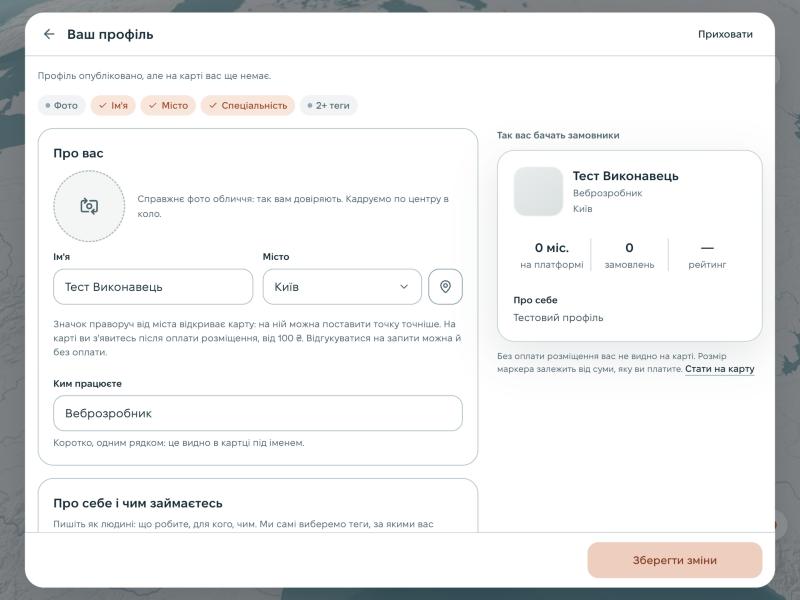 Ваш профіль
Приховати
Профіль опубліковано, але на карті вас ще немає.
Фото
Ім'я
Місто
Спеціальність
2+ теги
Про вас
Справжнє фото обличчя: так вам довіряють. Кадруємо по центру в
коло.
Ім'я
Місто
Тест Виконавець
Київ
Значок праворуч від міста відкриває карту: на ній можна поставити точку точніше. На
карті ви з'явитесь після оплати розміщення, від 100 ₴. Відгукуватися на запити можна й
без оплати.
Ким працюєте
Веброзробник
Коротко, одним рядком: це видно в картці під іменем.
Про себе і чим займаєтесь
Пишіть як людині: що робите, для кого, чим. Ми самі виберемо теги, за якими вас
Так вас бачать замовники
Тест Виконавець
Веброзробник
Київ
0 міс.
на платформі
0
замовлень
—
рейтинг
Про себе
Тестовий профіль
Без оплати розміщення вас не видно на карті. Розмір
маркера залежить від суми, яку ви платите. Стати на карту
Зберегти зміни